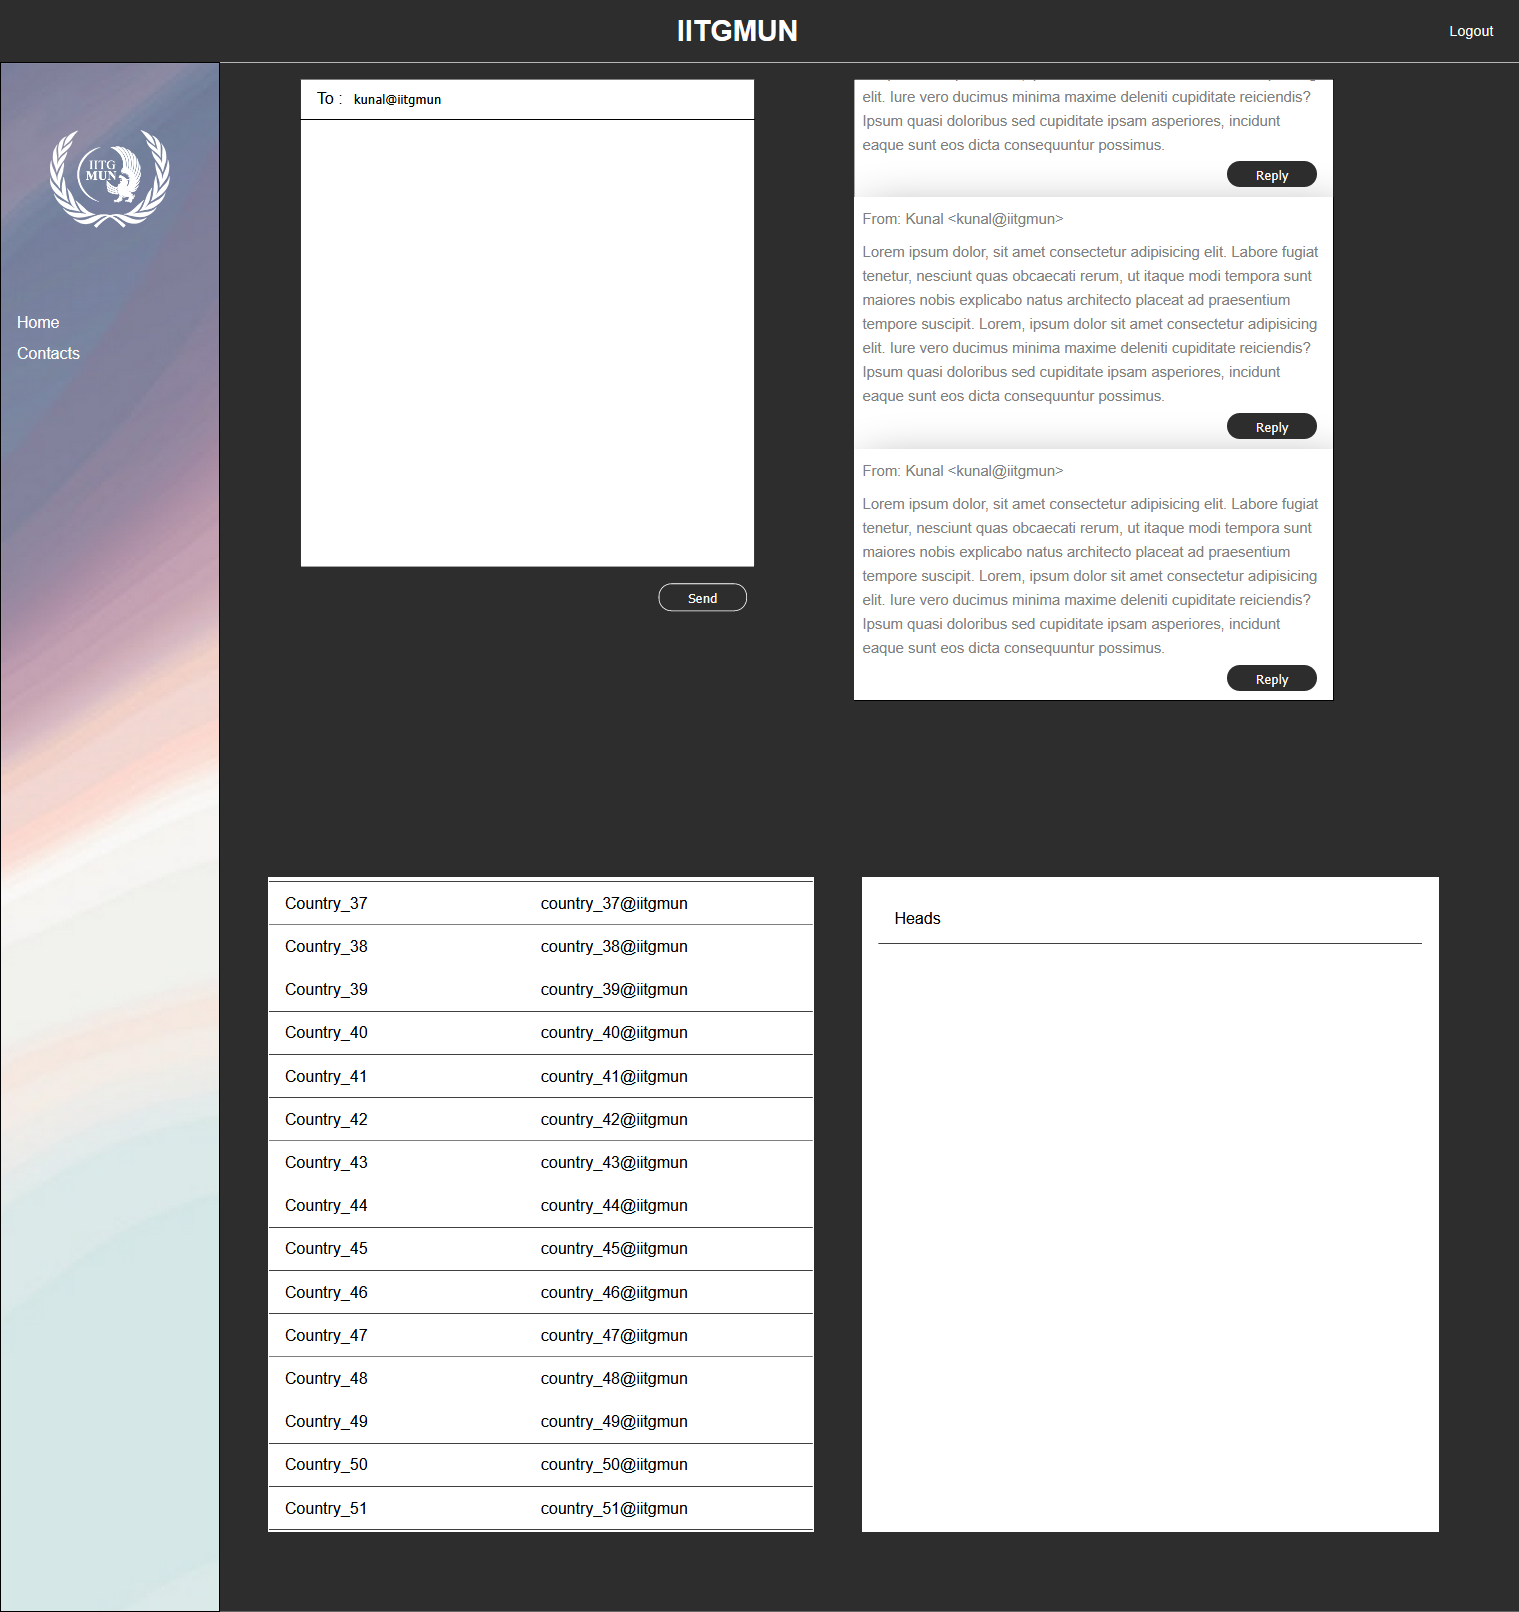 IITGMUN
Logout
IITG
MUN
Home
Contacts
To : kunal@iitgmun
Send
elit. Iure vero ducimus minima maxime deleniti cupiditate reiciendis?
Ipsum quasi doloribus sed cupiditate ipsam asperiores, incidunt
eaque sunt eos dicta consequuntur possimus.
Reply
From: Kunal <kunal@iitgmun>
Lorem ipsum dolor, sit amet consectetur adipisicing elit. Labore fugiat
tenetur, nesciunt quas obcaecati rerum, ut itaque modi tempora sunt
maiores nobis explicabo natus architecto placeat ad praesentium
tempore suscipit. Lorem, ipsum dolor sit amet consectetur adipisicing
elit. Iure vero ducimus minima maxime deleniti cupiditate reiciendis?
Ipsum quasi doloribus sed cupiditate ipsam asperiores, incidunt
eaque sunt eos dicta consequuntur possimus.
Reply
From: Kunal <kunal@iitgmun>
Lorem ipsum dolor, sit amet consectetur adipisicing elit. Labore fugiat
tenetur, nesciunt quas obcaecati rerum, ut itaque modi tempora sunt
maiores nobis explicabo natus architecto placeat ad praesentium
tempore suscipit. Lorem, ipsum dolor sit amet consectetur adipisicing
elit. Iure vero ducimus minima maxime deleniti cupiditate reiciendis?
Ipsum quasi doloribus sed cupiditate ipsam asperiores, incidunt
eaque sunt eos dicta consequuntur possimus.
Reply
Country_37 country_37@iitgmun
Country_38 country_38@iitgmun
Country_39 country_39@iitgmun
Country_40 country_40@iitgmun
Country_41 country_41@iitgmun
Country_42 country_42@iitgmun
Country_43 country_43@iitgmun
Country_44 country_44@iitgmun
Country_45 country_45@iitgmun
Country_46 country_46@iitgmun
Country_47 country_47@iitgmun
Country_48 country_48@iitgmun
Country_49 country_49@iitgmun
Country_50 country_50@iitgmun
Country_51 country_51@iitgmun
Heads